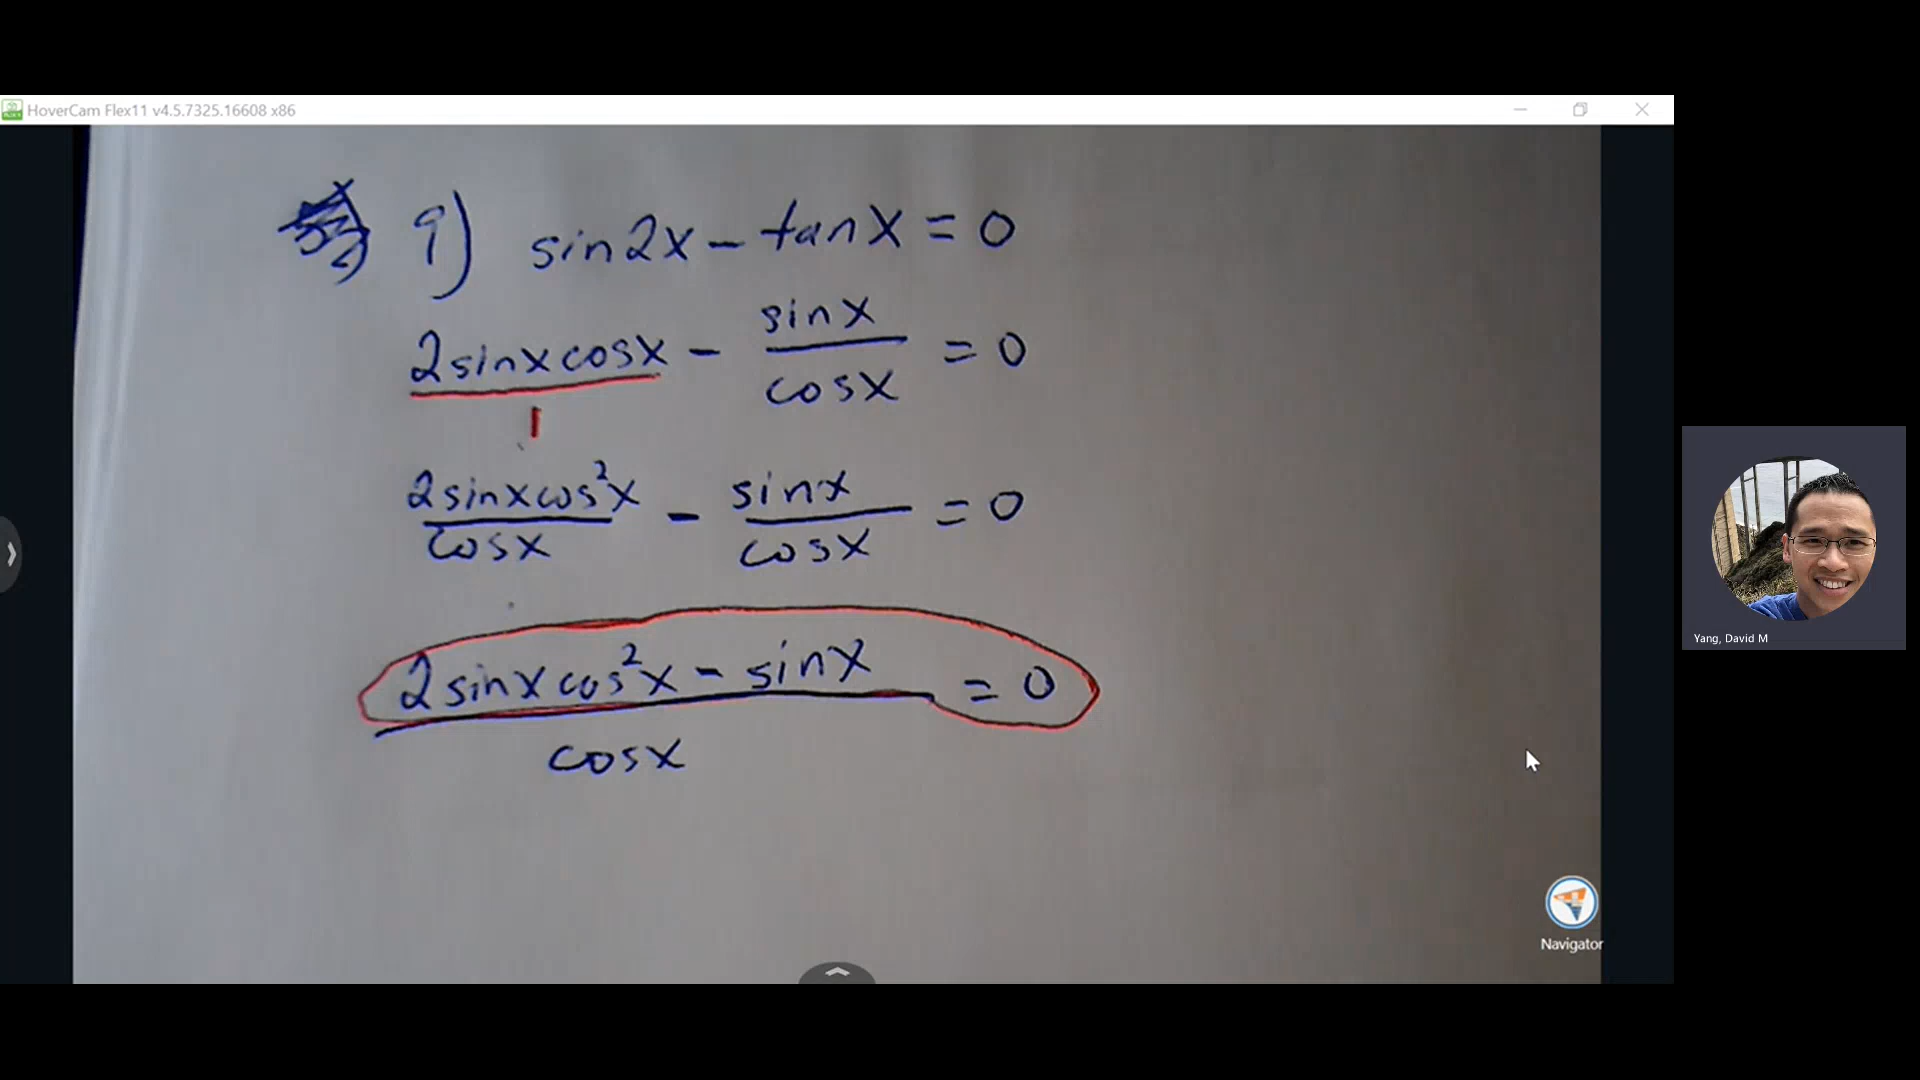 HoverCam Flex11 v4.5.7325.16608 x86
9) sin2x - tanx = 0
2sinxcosx - sinx/cosx = 0
1
2sinxcos²x/cosx - sinx/cosx = 0
2sinxcos²x - sinx = 0
cosx
Yang, David M
Navigator